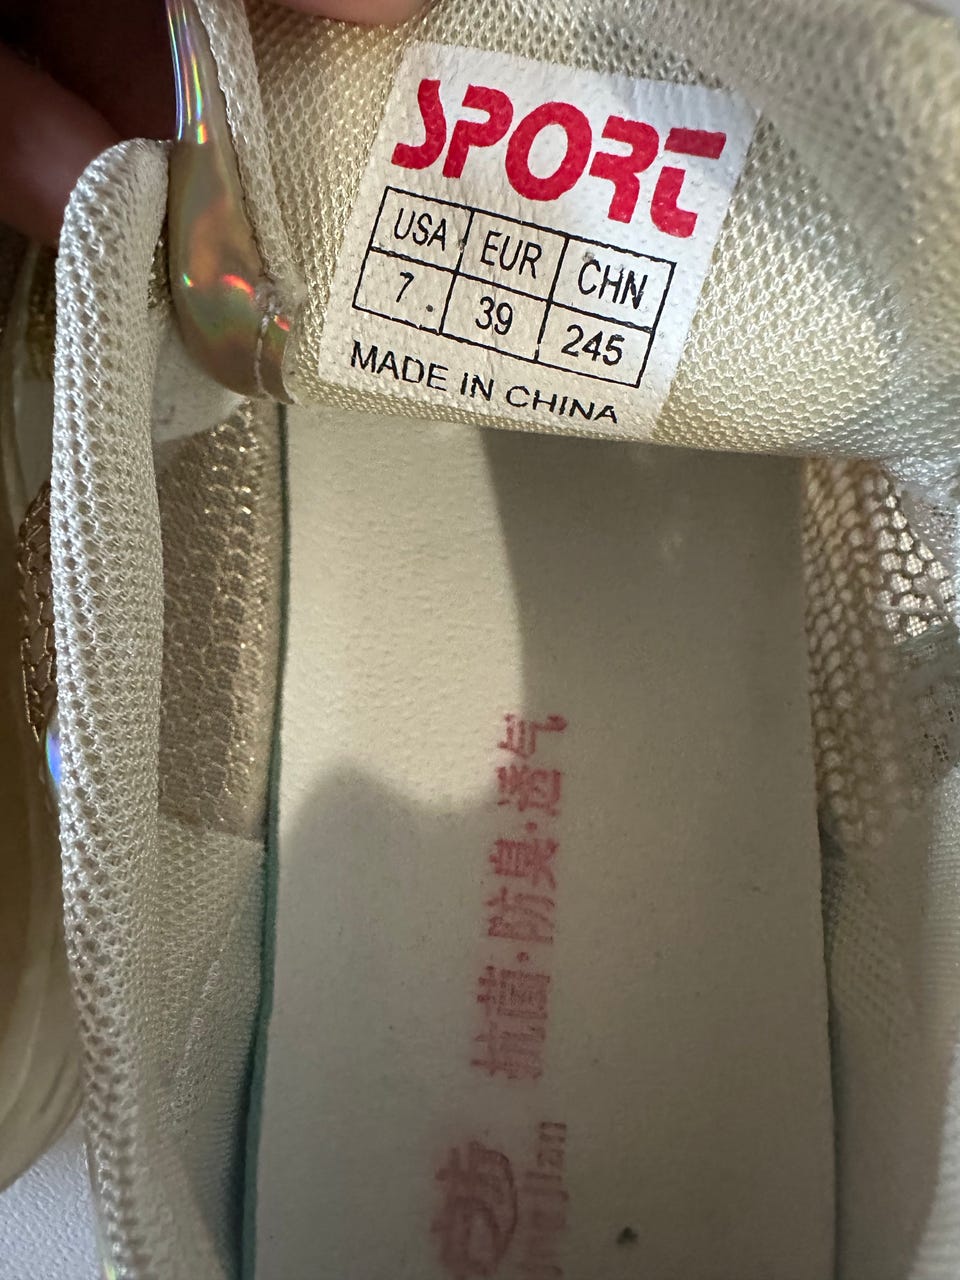 SPORT
USA EUR CHN
7 39 245
MADE IN CHINA
抗菌·防臭·透气